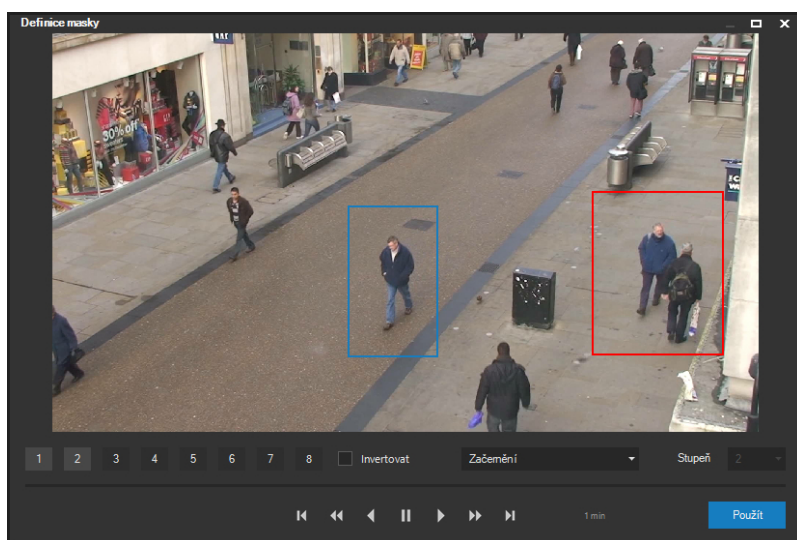 Definice masky
30% off
1 2 3 4 5 6 7 8 Invertovat Začernění Stupeň 2
1 min
Použít